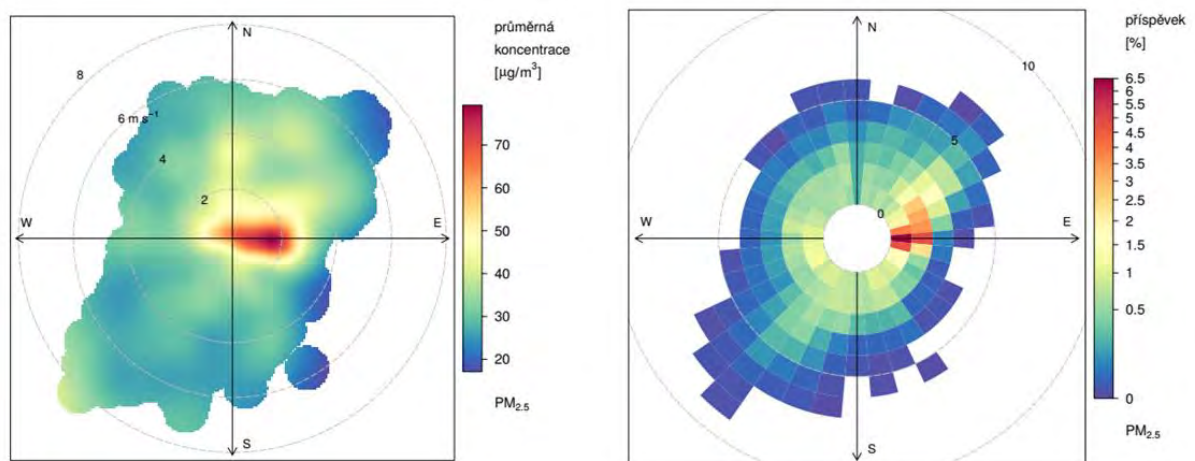 N
8
6 m s⁻¹
4
2
W
E
S
průměrná
koncentrace
[µg/m³]
70
60
50
40
30
20
PM₂.₅
N
10
5
0
W
E
S
příspěvek
[%]
6.5
6
5.5
5
4.5
4
3.5
3
2.5
2
1.5
1
0.5
0
PM₂.₅